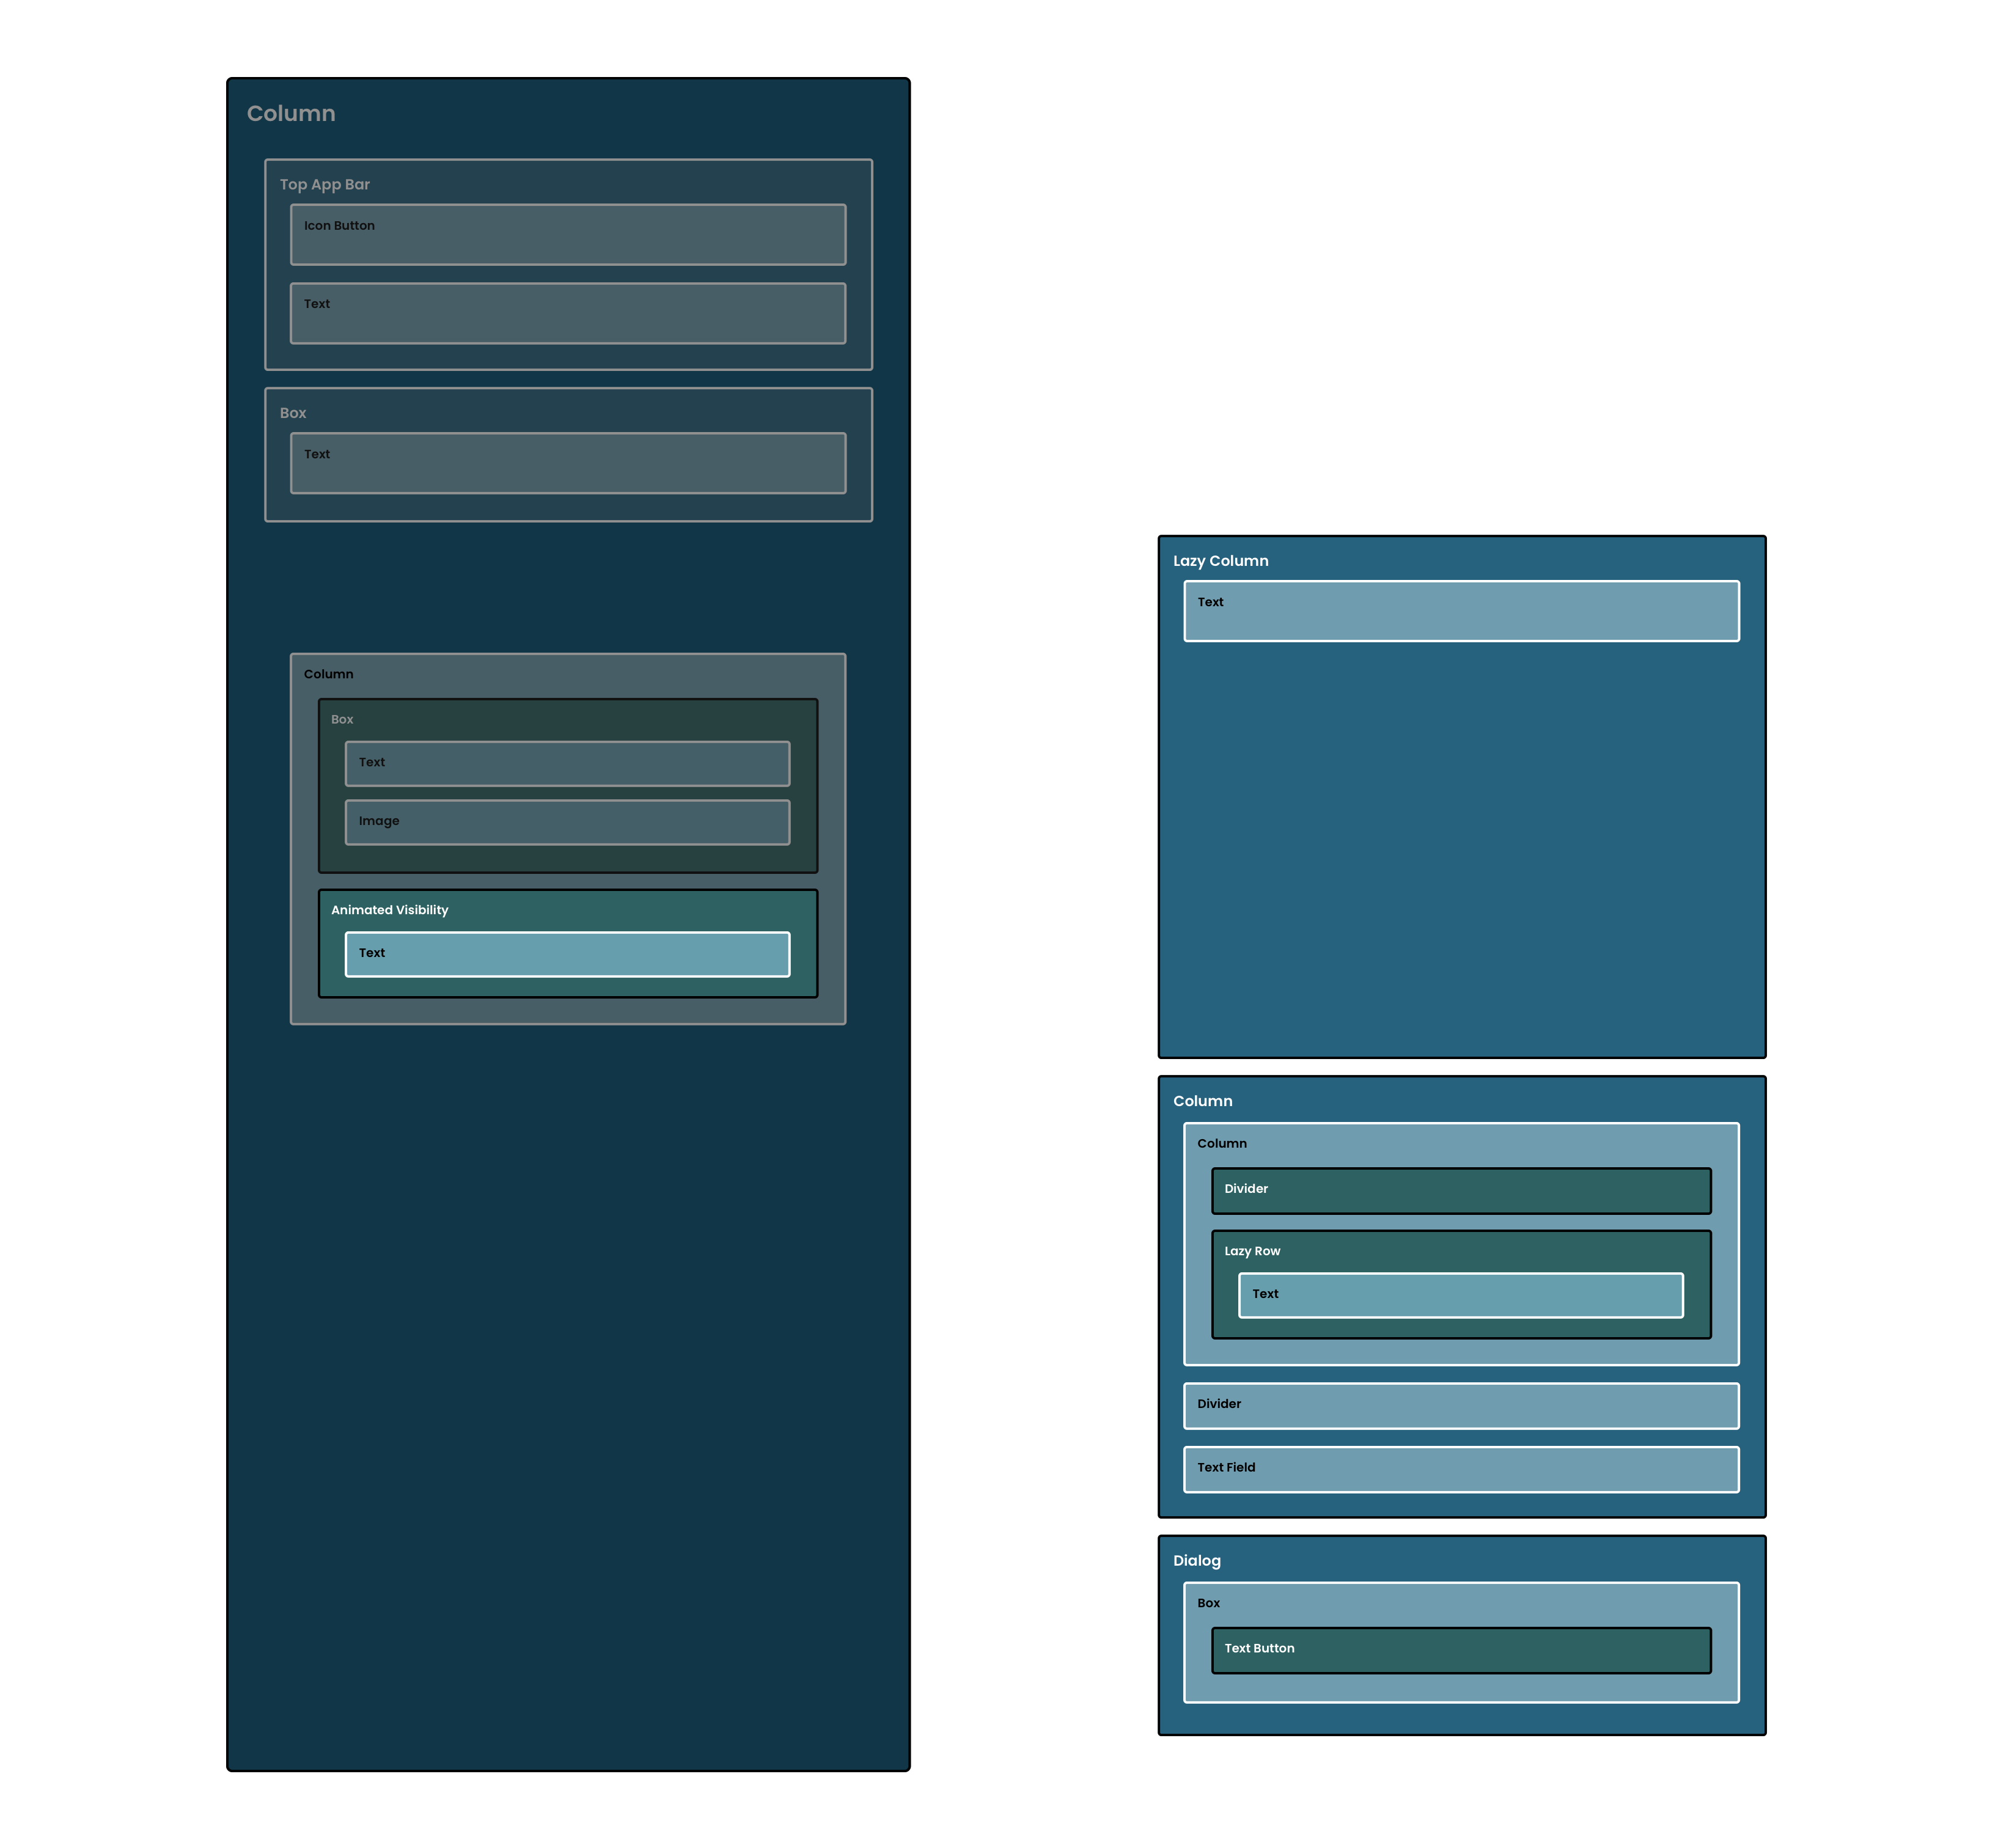 Column
Top App Bar
Icon Button
Text
Box
Text
Column
Box
Text
Image
Animated Visibility
Text
Lazy Column
Text
Column
Column
Divider
Lazy Row
Text
Divider
Text Field
Dialog
Box
Text Button